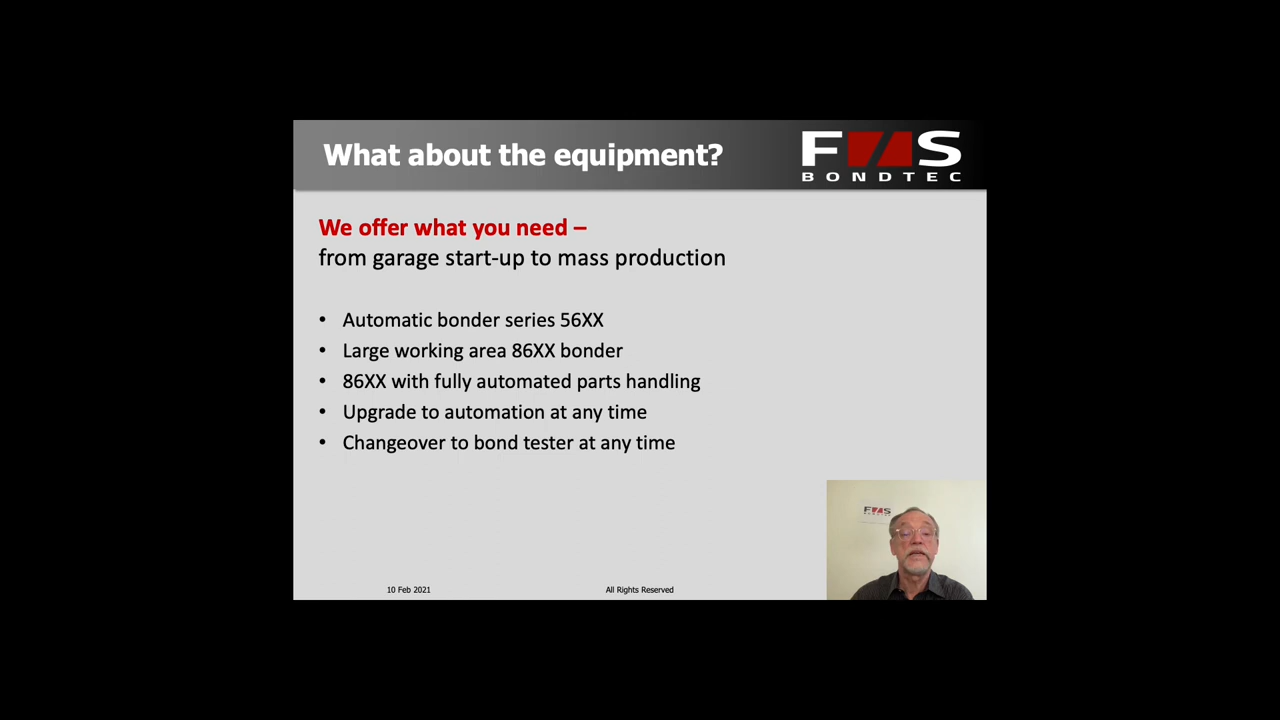 What about the equipment?
F S
BONDTEC
We offer what you need –
from garage start-up to mass production
• Automatic bonder series 56XX
• Large working area 86XX bonder
• 86XX with fully automated parts handling
• Upgrade to automation at any time
• Changeover to bond tester at any time
F S
10 Feb 2021
All Rights Reserved